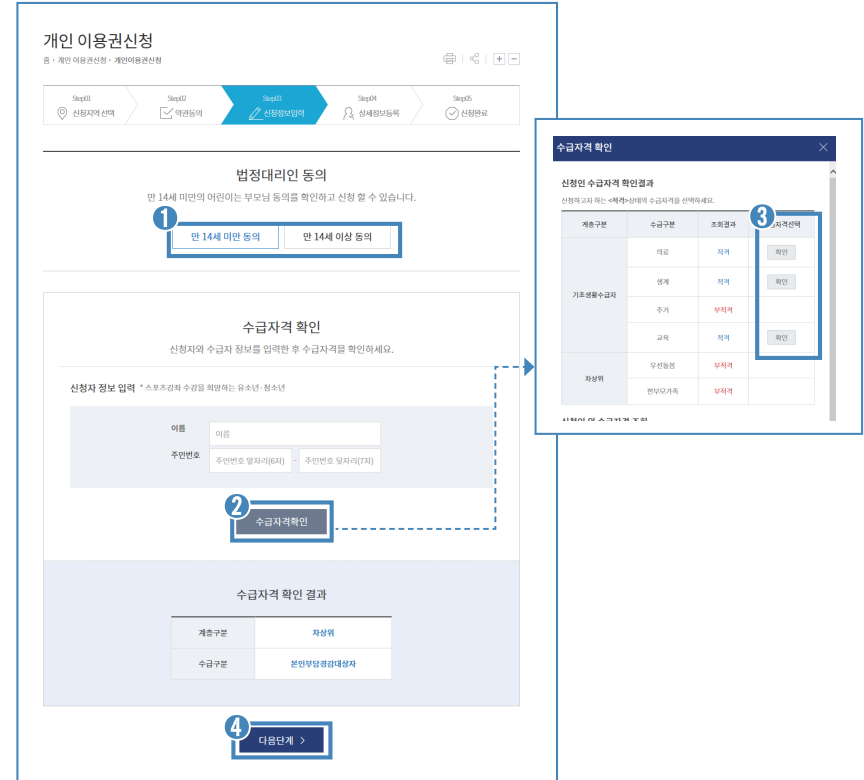 개인 이용권신청
홈 · 개인 이용권신청 · 개인이용권신청
Step01
신청지역 선택
Step02
약관동의
Step03
신청정보입력
Step04
상세정보등록
Step05
신청완료
법정대리인 동의
만 14세 미만의 어린이는 부모님 동의를 확인하고 신청 할 수 있습니다.
1
만 14세 미만 동의
만 14세 이상 동의
수급자격 확인
신청자와 수급자 정보를 입력한 후 수급자격을 확인하세요.
신청자 정보 입력 * 스포츠강좌 수강을 희망하는 유소년·청소년
이름
이름
주민번호
주민번호 앞자리(6자) - 주민번호 뒷자리(7자)
2
수급자격확인
수급자격 확인 결과
계층구분 차상위
수급구분 본인부담경감대상자
4
다음단계 >
수급자격 확인
신청인 수급자격 확인결과
신청하고자 하는 <적격>상태의 수급자격을 선택하세요.
3
계층구분 수급구분 조회결과 자격선택
기초생활수급자
의료 적격 확인
생계 적격 확인
주거 부적격
교육 적격 확인
차상위
우선돌봄 부적격
한부모가족 부적격